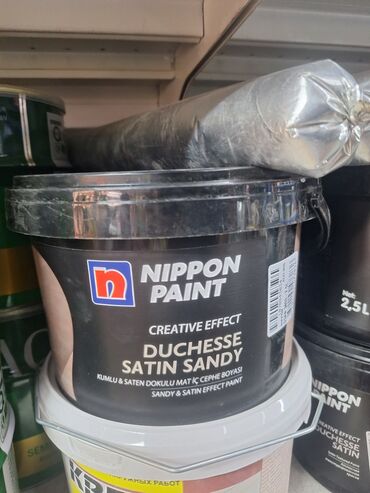 NIPPON
PAINT
CREATIVE EFFECT
DUCHESSE
SATIN SANDY
KUMLU & SATEN DOKULU MAT İÇ CEPHE BOYASI
SANDY & SATIN EFFECT PAINT
Net:
2,5L
NIPPON
PAINT
CREATIVE EFFECT
DUCHESSE
SATIN